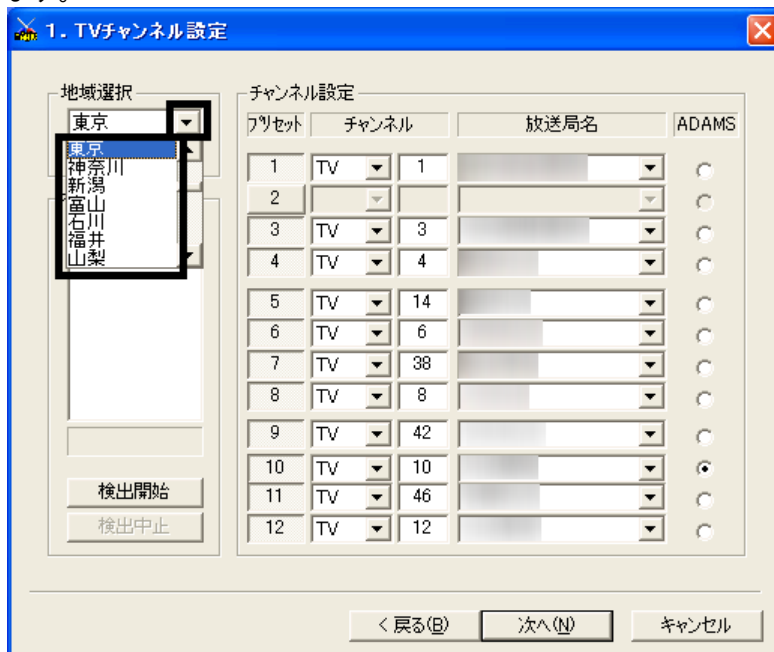 1. TVチャンネル設定
地域選択
東京
東京
神奈川
新潟
富山
石川
福井
山梨
検出開始
検出中止
チャンネル設定
プリセット チャンネル 放送局名 ADAMS
1 TV 1
2
3 TV 3
4 TV 4
5 TV 14
6 TV 6
7 TV 38
8 TV 8
9 TV 42
10 TV 10
11 TV 46
12 TV 12
< 戻る(B) 次へ(N) キャンセル